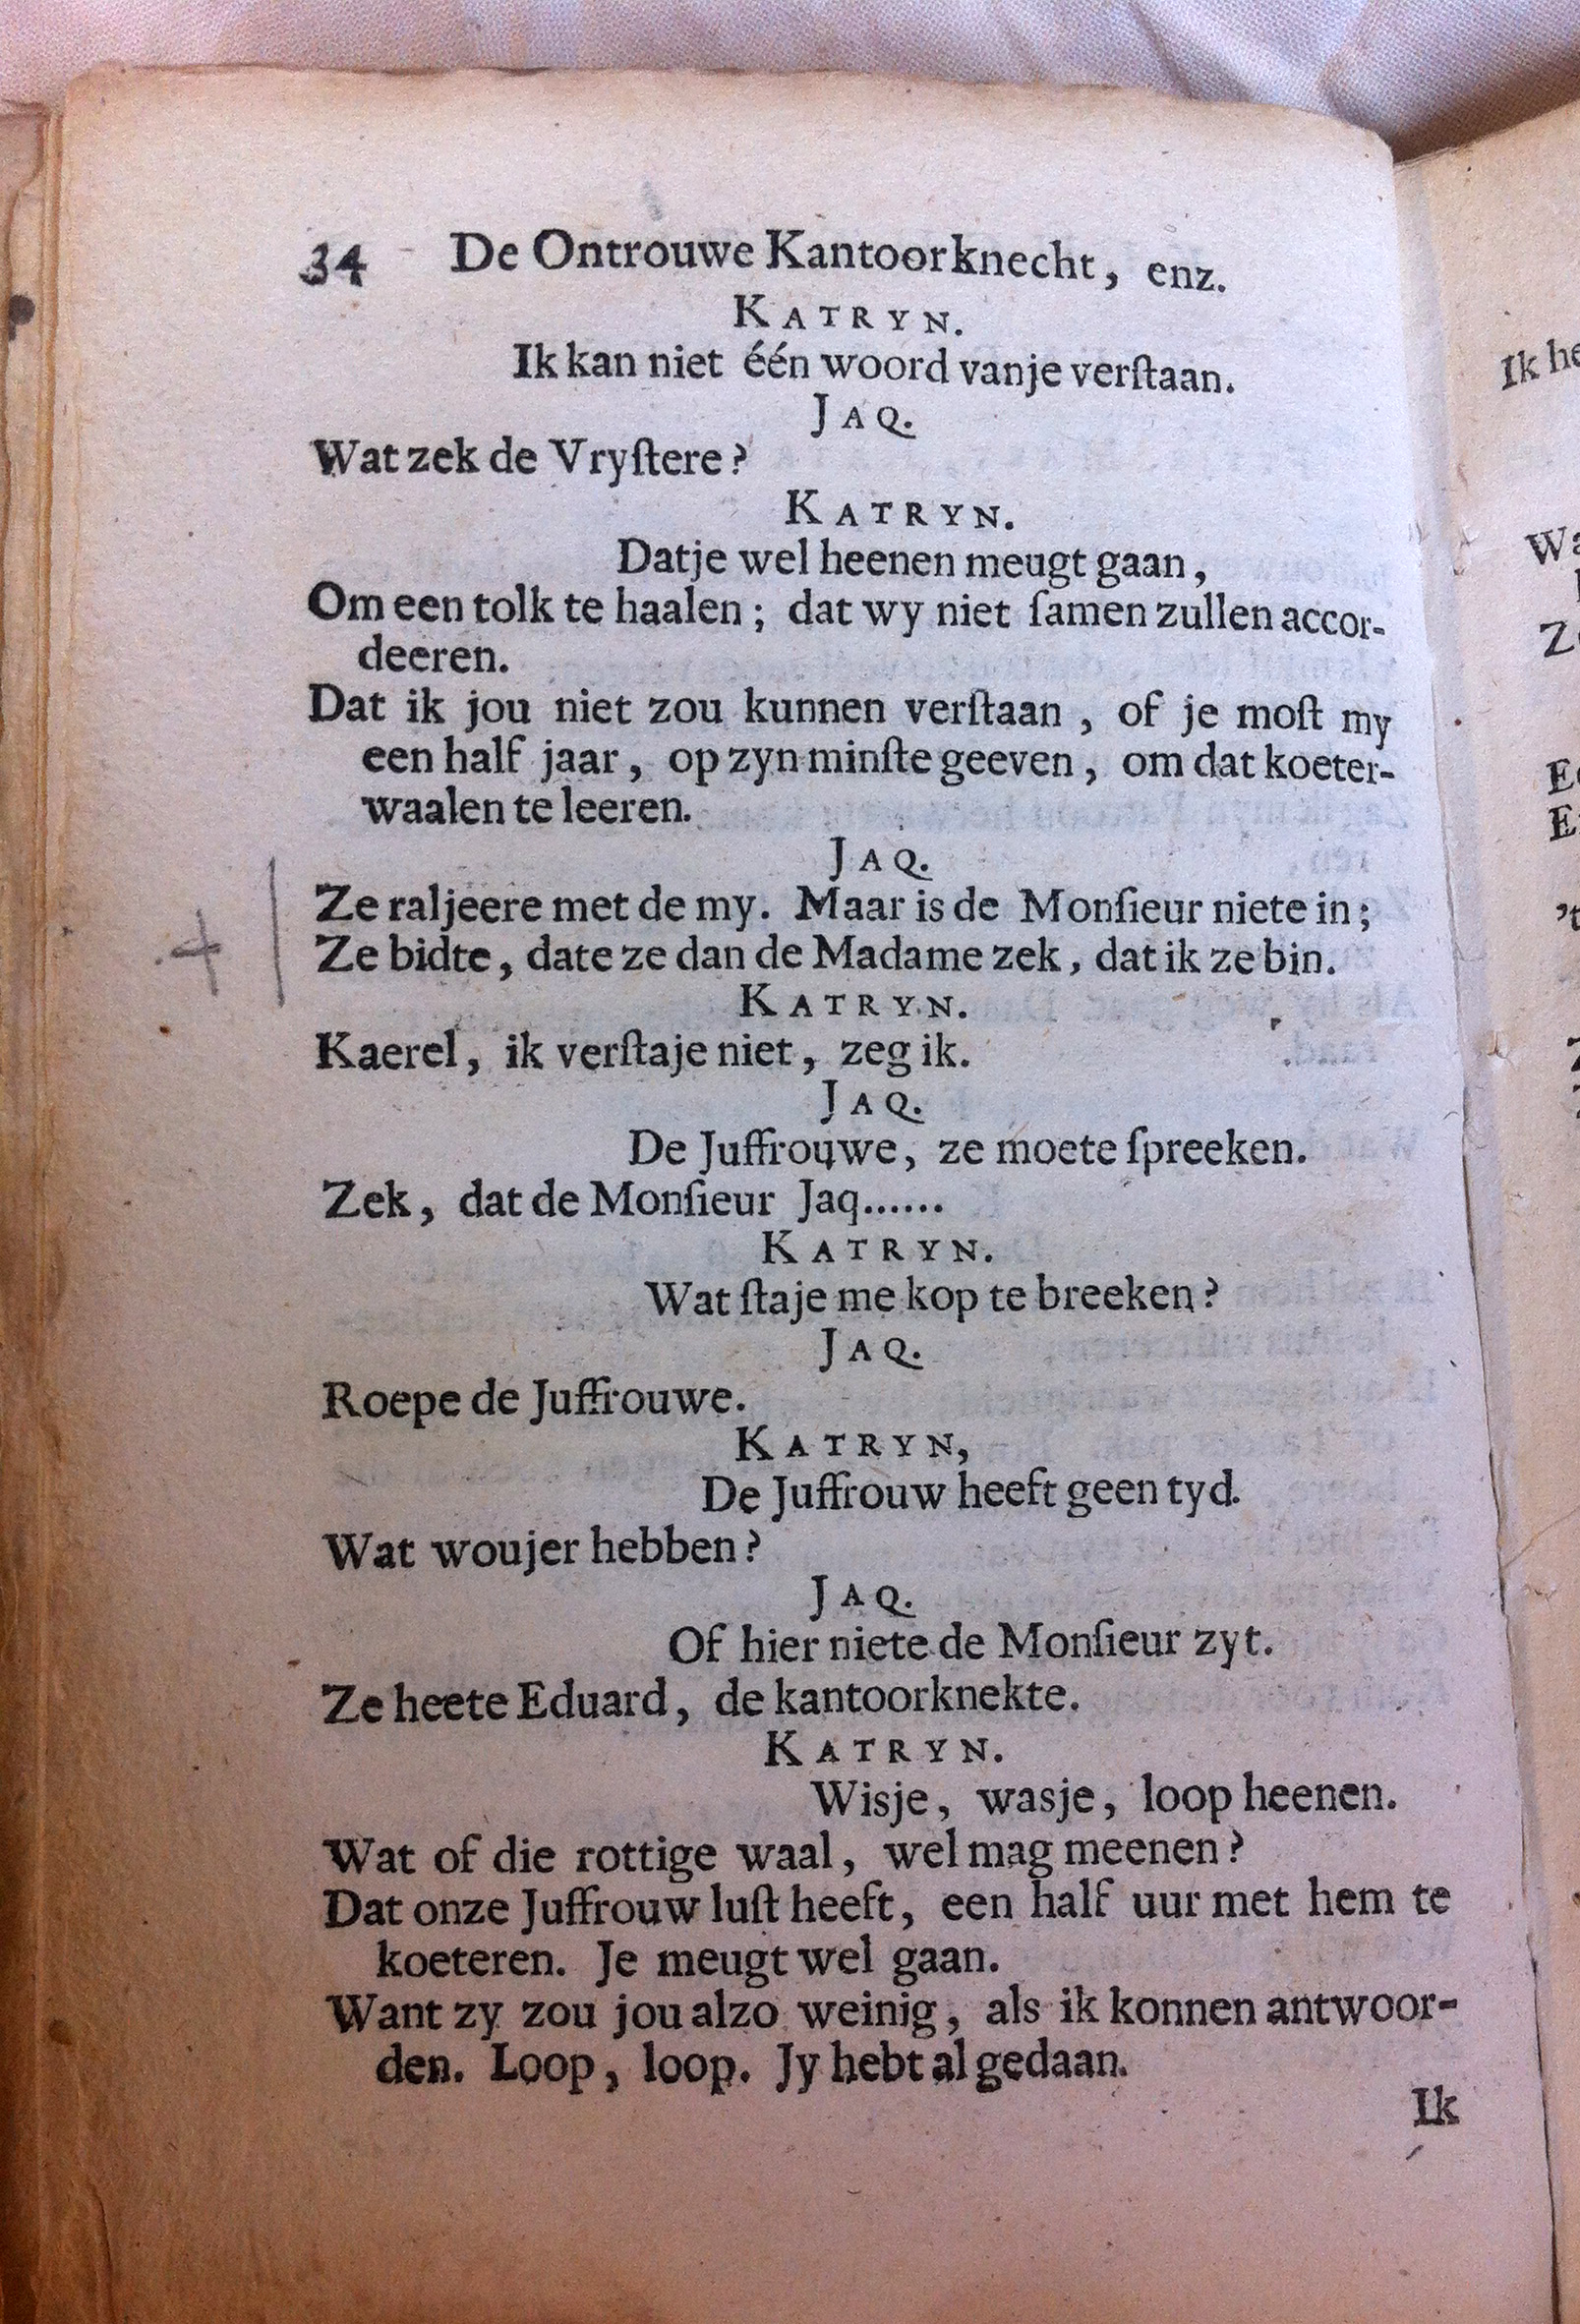 34 De Ontrouwe Kantoorknecht, enz.
KATRYN.
Ik kan niet één woord vanje verſtaan.
JAQ.
Wat zek de Vryſtere?
KATRYN.
Datje wel heenen meugt gaan,
Om een tolk te haalen; dat wy niet ſamen zullen accor-
deeren.
Dat ik jou niet zou kunnen verſtaan, of je moſt my
een half jaar, op zyn minſte geeven, om dat koeter-
waalen te leeren.
JAQ.
Ze raljeere met de my. Maar is de Monſieur niete in;
Ze bidte, date ze dan de Madame zek, dat ik ze bin.
KATRYN.
Kaerel, ik verſtaje niet, zeg ik.
JAQ.
De Juffrouwe, ze moete ſpreeken.
Zek, dat de Monſieur Jaq......
KATRYN.
Wat ſtaje me kop te breeken?
JAQ.
Roepe de Juffrouwe.
KATRYN,
De Juffrouw heeft geen tyd.
Wat woujer hebben?
JAQ.
Of hier niete de Monſieur zyt.
Ze heete Eduard, de kantoorknekte.
KATRYN.
Wisje, wasje, loop heenen.
Wat of die rottige waal, wel mag meenen?
Dat onze Juffrouw luſt heeft, een half uur met hem te
koeteren. Je meugt wel gaan.
Want zy zou jou alzo weinig, als ik konnen antwoor-
den. Loop, loop. Jy hebt al gedaan.
Ik